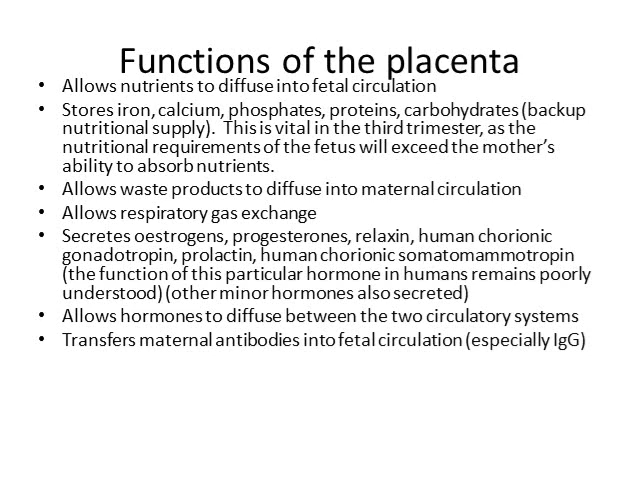 Functions of the placenta
• Allows nutrients to diffuse into fetal circulation
• Stores iron, calcium, phosphates, proteins, carbohydrates (backup
nutritional supply). This is vital in the third trimester, as the
nutritional requirements of the fetus will exceed the mother's
ability to absorb nutrients.
• Allows waste products to diffuse into maternal circulation
• Allows respiratory gas exchange
• Secretes oestrogens, progesterones, relaxin, human chorionic
gonadotropin, prolactin, human chorionic somatomammotropin
(the function of this particular hormone in humans remains poorly
understood) (other minor hormones also secreted)
• Allows hormones to diffuse between the two circulatory systems
• Transfers maternal antibodies into fetal circulation (especially IgG)